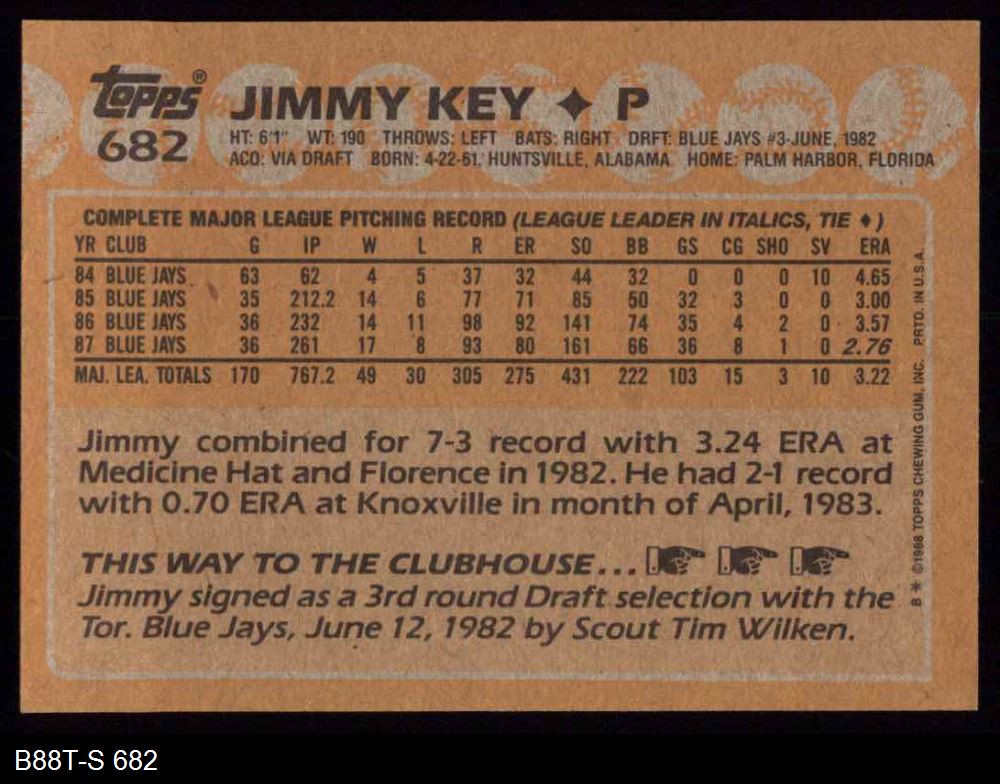 Topps®
682
JIMMY KEY ✦ P
HT: 6'1" WT: 190 THROWS: LEFT BATS: RIGHT DRFT: BLUE JAYS #3-JUNE, 1982
ACQ: VIA DRAFT BORN: 4-22-61, HUNTSVILLE, ALABAMA HOME: PALM HARBOR, FLORIDA
COMPLETE MAJOR LEAGUE PITCHING RECORD (LEAGUE LEADER IN ITALICS, TIE ♦)
YR CLUB G IP W L R ER SO BB GS CG SHO SV ERA
84 BLUE JAYS 63 62 4 5 37 32 44 32 0 0 0 10 4.65
85 BLUE JAYS 35 212.2 14 6 77 71 85 50 32 3 0 0 3.00
86 BLUE JAYS 36 232 14 11 98 92 141 74 35 4 2 0 3.57
87 BLUE JAYS 36 261 17 8 93 80 161 66 36 8 1 0 2.76
MAJ. LEA. TOTALS 170 767.2 49 30 305 275 431 222 103 15 3 10 3.22
Jimmy combined for 7-3 record with 3.24 ERA at
Medicine Hat and Florence in 1982. He had 2-1 record
with 0.70 ERA at Knoxville in month of April, 1983.
THIS WAY TO THE CLUBHOUSE...
Jimmy signed as a 3rd round Draft selection with the
Tor. Blue Jays, June 12, 1982 by Scout Tim Wilken.
8** ©1988 TOPPS CHEWING GUM, INC. PRTD. IN U.S.A.
B88T-S 682